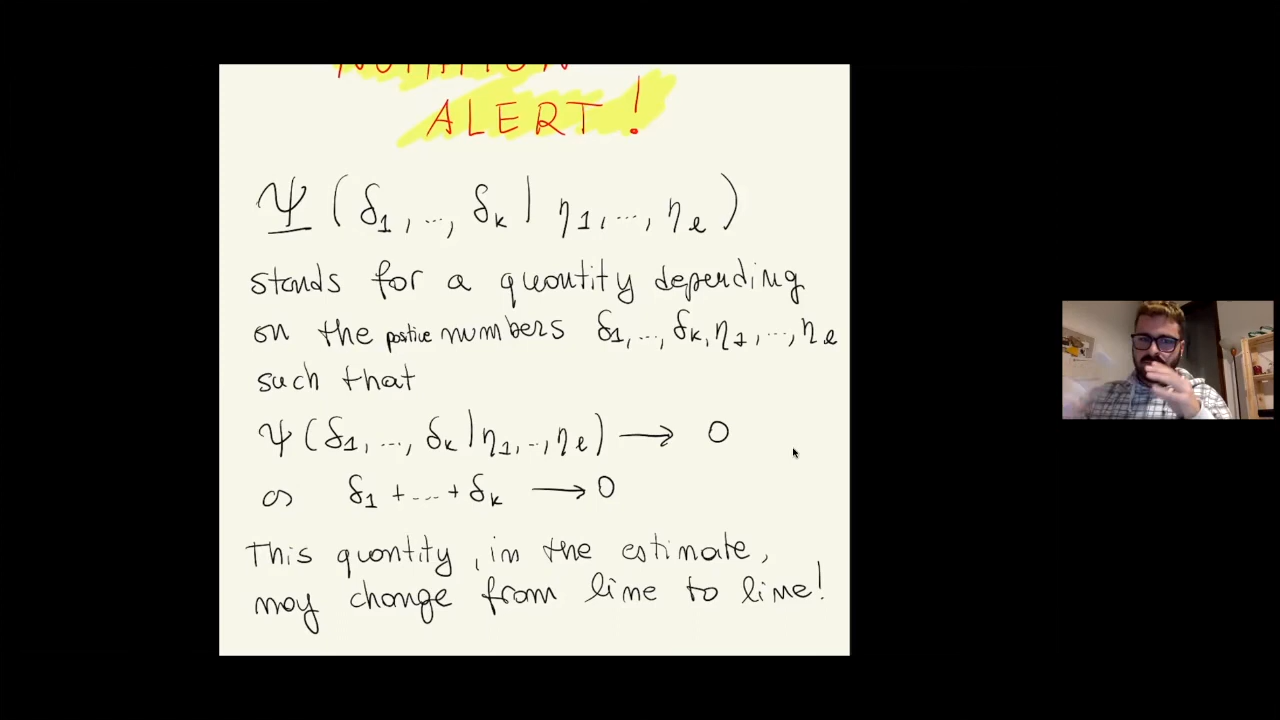 NOTATION
ALERT!
Ψ (δ1, ..., δk | η1, ..., ηℓ)
stands for a quantity depending
on the positive numbers δ1, ..., δk, η1, ..., ηℓ
such that
Ψ (δ1, ..., δk | η1, .., ηℓ) → 0
as δ1 + ... + δk → 0
This quantity, in the estimate,
may change from line to line!